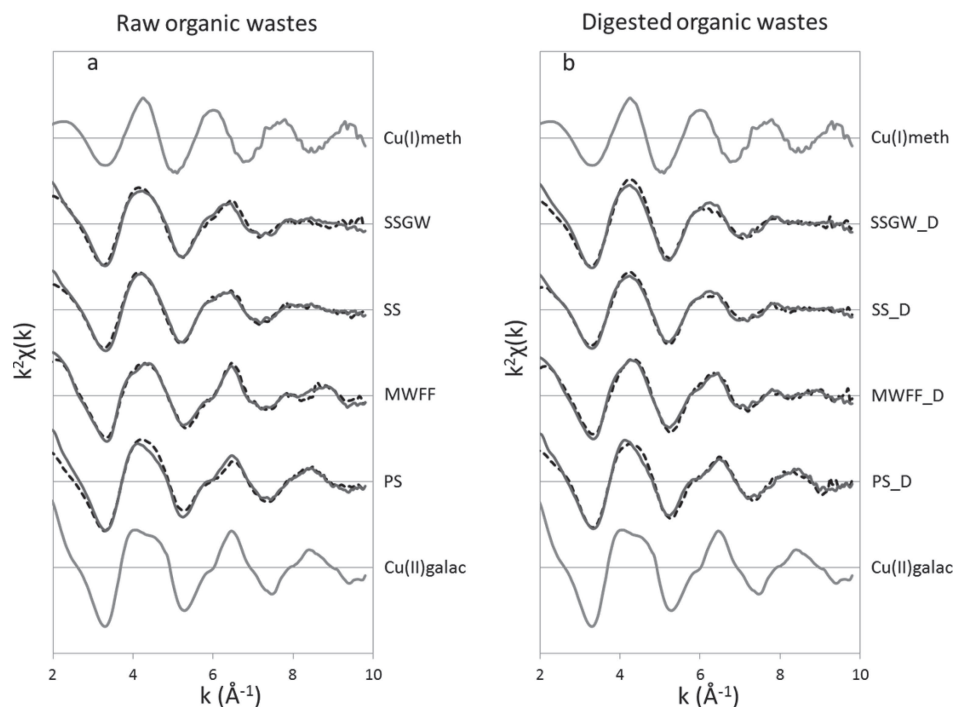 Raw organic wastes
a
Cu(I)meth
SSGW
SS
MWFF
PS
Cu(II)galac
k²χ(k)
2 4 6 8 10
k (Å⁻¹)
Digested organic wastes
b
Cu(I)meth
SSGW_D
SS_D
MWFF_D
PS_D
Cu(II)galac
k²χ(k)
2 4 6 8 10
k (Å⁻¹)